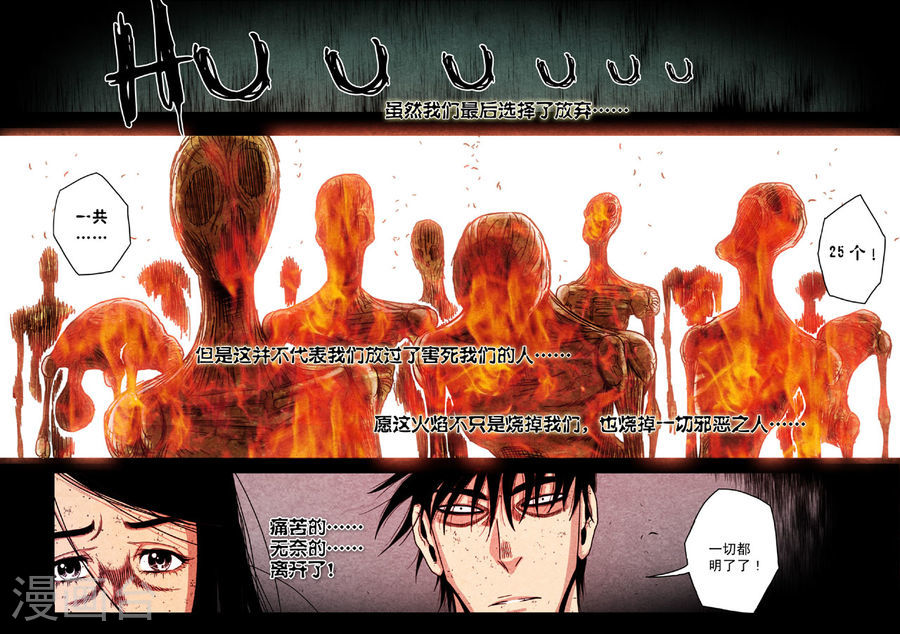 HUUUUUU
虽然我们最后选择了放弃……
一共
……
25个！
但是这并不代表我们放过了害死我们的人……
愿这火焰不只是烧掉我们，也烧掉一切邪恶之人……
痛苦的……
无奈的……
离开了！
一切都
明了了！
漫画台